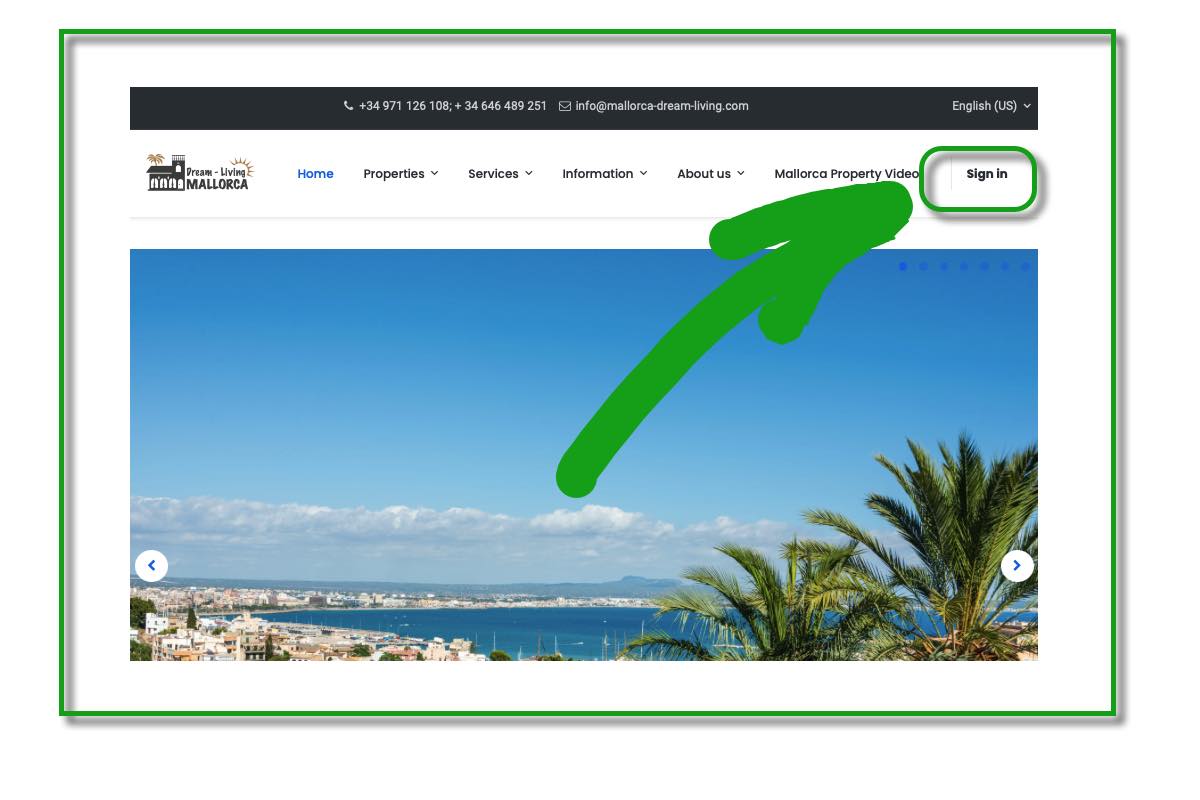 +34 971 126 108; + 34 646 489 251 info@mallorca-dream-living.com English (US)
Dream - Living
MALLORCA
Home Properties Services Information About us Mallorca Property Video Sign in